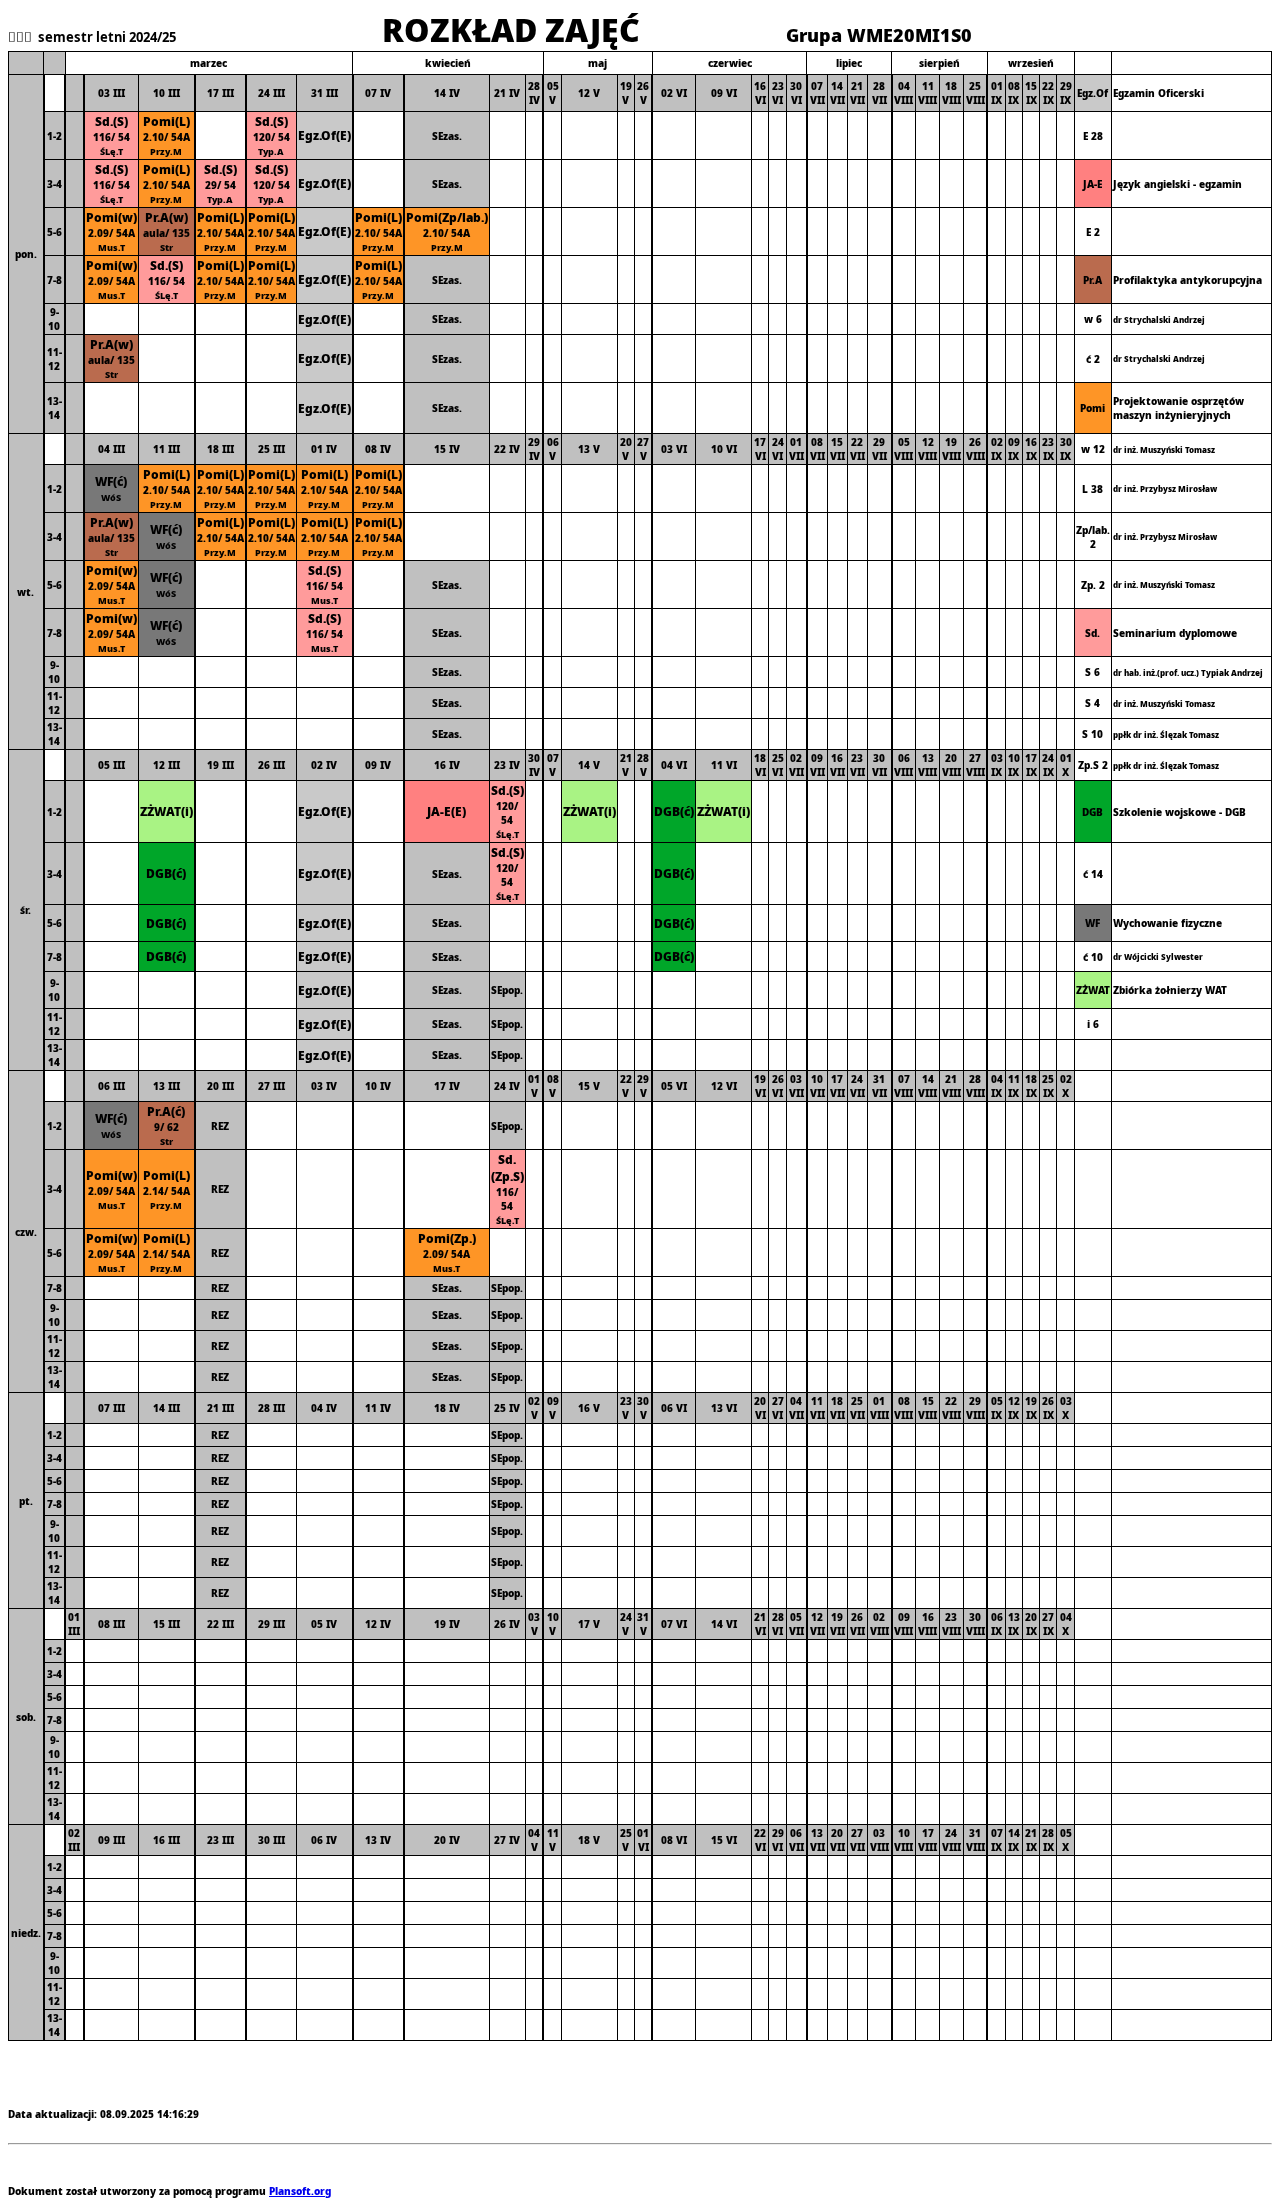 semestr letni 2024/25 ROZKŁAD ZAJĘĆ Grupa WME20MI1S0
marzec kwiecień maj czerwiec lipiec sierpień wrzesień
pon.
03 III 10 III 17 III 24 III 31 III 07 IV 14 IV 21 IV 28 IV 05 V 12 V 19 V 26 V 02 VI 09 VI 16 VI 23 VI 30 VI 07 VII 14 VII 21 VII 28 VII 04 VIII 11 VIII 18 VIII 25 VIII 01 IX 08 IX 15 IX 22 IX 29 IX Egz.Of Egzamin Oficerski
1-2 Sd.(S) 116/ 54 ŚLę.T Pomi(L) 2.10/ 54A Przy.M Sd.(S) 120/ 54 Typ.A Egz.Of(E) SEzas. E 28
3-4 Sd.(S) 116/ 54 ŚLę.T Pomi(L) 2.10/ 54A Przy.M Sd.(S) 29/ 54 Typ.A Sd.(S) 120/ 54 Typ.A Egz.Of(E) SEzas. JA-E Język angielski - egzamin
5-6 Pomi(w) 2.09/ 54A Mus.T Pr.A(w) aula/ 135 Str Pomi(L) 2.10/ 54A Przy.M Pomi(L) 2.10/ 54A Przy.M Egz.Of(E) Pomi(L) 2.10/ 54A Przy.M Pomi(Zp/lab.) 2.10/ 54A Przy.M E 2
7-8 Pomi(w) 2.09/ 54A Mus.T Sd.(S) 116/ 54 ŚLę.T Pomi(L) 2.10/ 54A Przy.M Pomi(L) 2.10/ 54A Przy.M Egz.Of(E) Pomi(L) 2.10/ 54A Przy.M SEzas. Pr.A Profilaktyka antykorupcyjna
9-10 Egz.Of(E) SEzas. w 6 dr Strychalski Andrzej
11-12 Pr.A(w) aula/ 135 Str Egz.Of(E) SEzas. ć 2 dr Strychalski Andrzej
13-14 Egz.Of(E) SEzas. Pomi Projektowanie osprzętów maszyn inżynieryjnych
wt.
04 III 11 III 18 III 25 III 01 IV 08 IV 15 IV 22 IV 29 IV 06 V 13 V 20 V 27 V 03 VI 10 VI 17 VI 24 VI 01 VII 08 VII 15 VII 22 VII 29 VII 05 VIII 12 VIII 19 VIII 26 VIII 02 IX 09 IX 16 IX 23 IX 30 IX w 12 dr inż. Muszyński Tomasz
1-2 WF(ć) WóS Pomi(L) 2.10/ 54A Przy.M Pomi(L) 2.10/ 54A Przy.M Pomi(L) 2.10/ 54A Przy.M Pomi(L) 2.10/ 54A Przy.M Pomi(L) 2.10/ 54A Przy.M L 38 dr inż. Przybysz Mirosław
3-4 Pr.A(w) aula/ 135 Str WF(ć) WóS Pomi(L) 2.10/ 54A Przy.M Pomi(L) 2.10/ 54A Przy.M Pomi(L) 2.10/ 54A Przy.M Pomi(L) 2.10/ 54A Przy.M Zp/lab. 2 dr inż. Przybysz Mirosław
5-6 Pomi(w) 2.09/ 54A Mus.T WF(ć) WóS Sd.(S) 116/ 54 Mus.T SEzas. Zp. 2 dr inż. Muszyński Tomasz
7-8 Pomi(w) 2.09/ 54A Mus.T WF(ć) WóS Sd.(S) 116/ 54 Mus.T SEzas. Sd. Seminarium dyplomowe
9-10 SEzas. S 6 dr hab. inż.(prof. ucz.) Typiak Andrzej
11-12 SEzas. S 4 dr inż. Muszyński Tomasz
13-14 SEzas. S 10 ppłk dr inż. Ślęzak Tomasz
śr.
05 III 12 III 19 III 26 III 02 IV 09 IV 16 IV 23 IV 30 IV 07 V 14 V 21 V 28 V 04 VI 11 VI 18 VI 25 VI 02 VII 09 VII 16 VII 23 VII 30 VII 06 VIII 13 VIII 20 VIII 27 VIII 03 IX 10 IX 17 IX 24 IX 01 X Zp.S 2 ppłk dr inż. Ślęzak Tomasz
1-2 ZŻWAT(i) Egz.Of(E) JA-E(E) Sd.(S) 120/ 54 ŚLę.T ZŻWAT(i) DGB(ć) ZŻWAT(i) DGB Szkolenie wojskowe - DGB
3-4 DGB(ć) Egz.Of(E) SEzas. Sd.(S) 120/ 54 ŚLę.T DGB(ć) ć 14
5-6 DGB(ć) Egz.Of(E) SEzas. DGB(ć) WF Wychowanie fizyczne
7-8 DGB(ć) Egz.Of(E) SEzas. DGB(ć) ć 10 dr Wójcicki Sylwester
9-10 Egz.Of(E) SEzas. SEpop. ZŻWAT Zbiórka żołnierzy WAT
11-12 Egz.Of(E) SEzas. SEpop. i 6
13-14 Egz.Of(E) SEzas. SEpop.
czw.
06 III 13 III 20 III 27 III 03 IV 10 IV 17 IV 24 IV 01 V 08 V 15 V 22 V 29 V 05 VI 12 VI 19 VI 26 VI 03 VII 10 VII 17 VII 24 VII 31 VII 07 VIII 14 VIII 21 VIII 28 VIII 04 IX 11 IX 18 IX 25 IX 02 X
1-2 WF(ć) WóS Pr.A(ć) 9/ 62 Str REZ SEpop.
3-4 Pomi(w) 2.09/ 54A Mus.T Pomi(L) 2.14/ 54A Przy.M REZ Sd.(Zp.S) 116/ 54 ŚLę.T
5-6 Pomi(w) 2.09/ 54A Mus.T Pomi(L) 2.14/ 54A Przy.M REZ Pomi(Zp.) 2.09/ 54A Mus.T
7-8 REZ SEzas. SEpop.
9-10 REZ SEzas. SEpop.
11-12 REZ SEzas. SEpop.
13-14 REZ SEzas. SEpop.
pt.
07 III 14 III 21 III 28 III 04 IV 11 IV 18 IV 25 IV 02 V 09 V 16 V 23 V 30 V 06 VI 13 VI 20 VI 27 VI 04 VII 11 VII 18 VII 25 VII 01 VIII 08 VIII 15 VIII 22 VIII 29 VIII 05 IX 12 IX 19 IX 26 IX 03 X
1-2 REZ SEpop.
3-4 REZ SEpop.
5-6 REZ SEpop.
7-8 REZ SEpop.
9-10 REZ SEpop.
11-12 REZ SEpop.
13-14 REZ SEpop.
sob.
01 III 08 III 15 III 22 III 29 III 05 IV 12 IV 19 IV 26 IV 03 V 10 V 17 V 24 V 31 V 07 VI 14 VI 21 VI 28 VI 05 VII 12 VII 19 VII 26 VII 02 VIII 09 VIII 16 VIII 23 VIII 30 VIII 06 IX 13 IX 20 IX 27 IX 04 X
1-2
3-4
5-6
7-8
9-10
11-12
13-14
niedz.
02 III 09 III 16 III 23 III 30 III 06 IV 13 IV 20 IV 27 IV 04 V 11 V 18 V 25 V 01 VI 08 VI 15 VI 22 VI 29 VI 06 VII 13 VII 20 VII 27 VII 03 VIII 10 VIII 17 VIII 24 VIII 31 VIII 07 IX 14 IX 21 IX 28 IX 05 X
1-2
3-4
5-6
7-8
9-10
11-12
13-14
Data aktualizacji: 08.09.2025 14:16:29
Dokument został utworzony za pomocą programu Plansoft.org